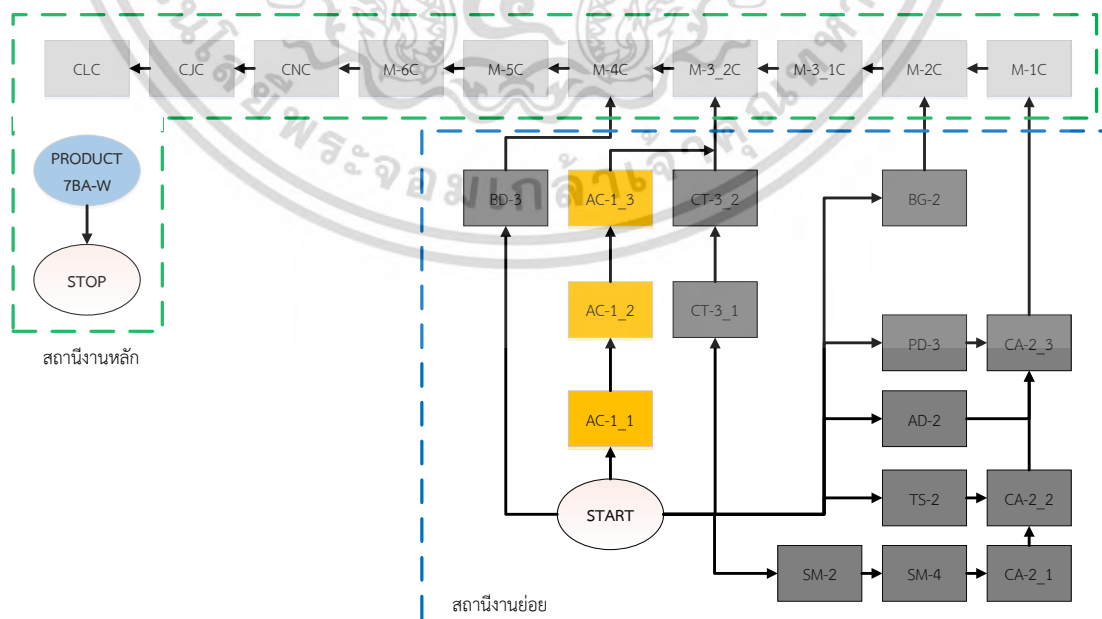 CLC
CJC
CNC
M-6C
M-5C
M-4C
M-3_2C
M-3_1C
M-2C
M-1C
PRODUCT
7BA-W
STOP
สถานีงานหลัก
BD-3
AC-1_3
CT-3_2
BG-2
AC-1_2
CT-3_1
PD-3
CA-2_3
AC-1_1
AD-2
START
TS-2
CA-2_2
SM-2
SM-4
CA-2_1
สถานีงานย่อย